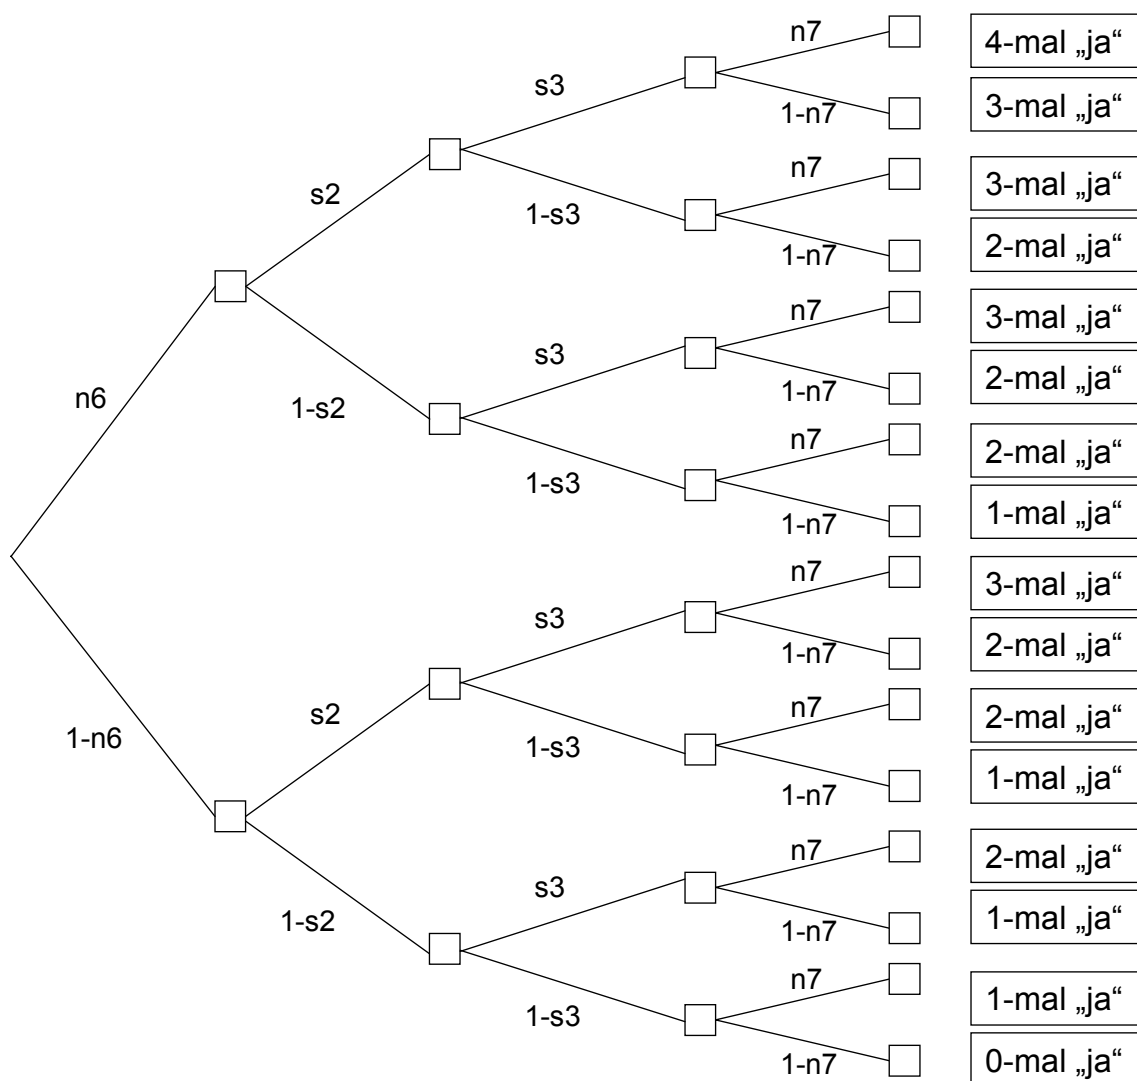 n7
4-mal „ja“
s3
1-n7
3-mal „ja“
s2
n7
3-mal „ja“
1-s3
1-n7
2-mal „ja“
n6
n7
3-mal „ja“
s3
1-n7
2-mal „ja“
1-s2
n7
2-mal „ja“
1-s3
1-n7
1-mal „ja“
n7
3-mal „ja“
s3
1-n7
2-mal „ja“
1-n6
s2
n7
2-mal „ja“
1-s3
1-n7
1-mal „ja“
n7
2-mal „ja“
s3
1-s2
1-n7
1-mal „ja“
n7
1-mal „ja“
1-s3
1-n7
0-mal „ja“